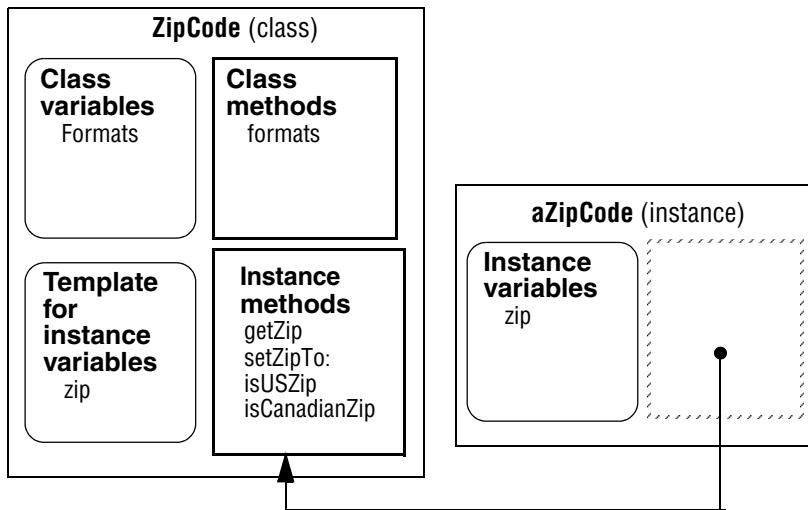 ZipCode (class)
Class
variables
Formats
Class
methods
formats
Template
for
instance
variables
zip
Instance
methods
getZip
setZipTo:
isUSZip
isCanadianZip
aZipCode (instance)
Instance
variables
zip